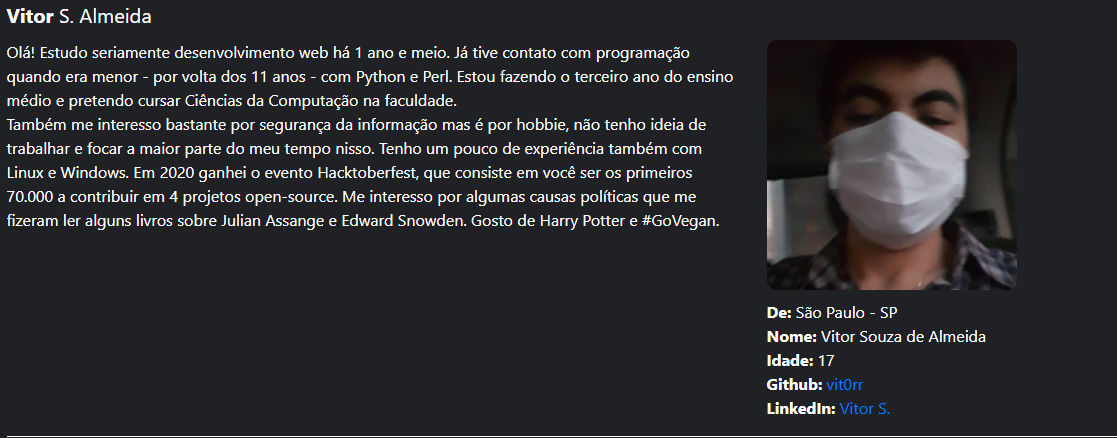 Vitor S. Almeida
Olá! Estudo seriamente desenvolvimento web há 1 ano e meio. Já tive contato com programação
quando era menor - por volta dos 11 anos - com Python e Perl. Estou fazendo o terceiro ano do ensino
médio e pretendo cursar Ciências da Computação na faculdade.
Também me interesso bastante por segurança da informação mas é por hobbie, não tenho ideia de
trabalhar e focar a maior parte do meu tempo nisso. Tenho um pouco de experiência também com
Linux e Windows. Em 2020 ganhei o evento Hacktoberfest, que consiste em você ser os primeiros
70.000 a contribuir em 4 projetos open-source. Me interesso por algumas causas políticas que me
fizeram ler alguns livros sobre Julian Assange e Edward Snowden. Gosto de Harry Potter e #GoVegan.
De: São Paulo - SP
Nome: Vitor Souza de Almeida
Idade: 17
Github: vit0rr
LinkedIn: Vitor S.